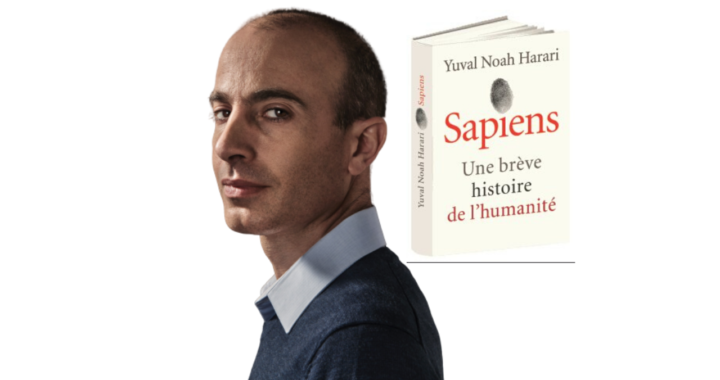 Yuval Noah Harari
Sapiens
Une brève
histoire
de l'humanité
Yuval Noah Harari Sapiens